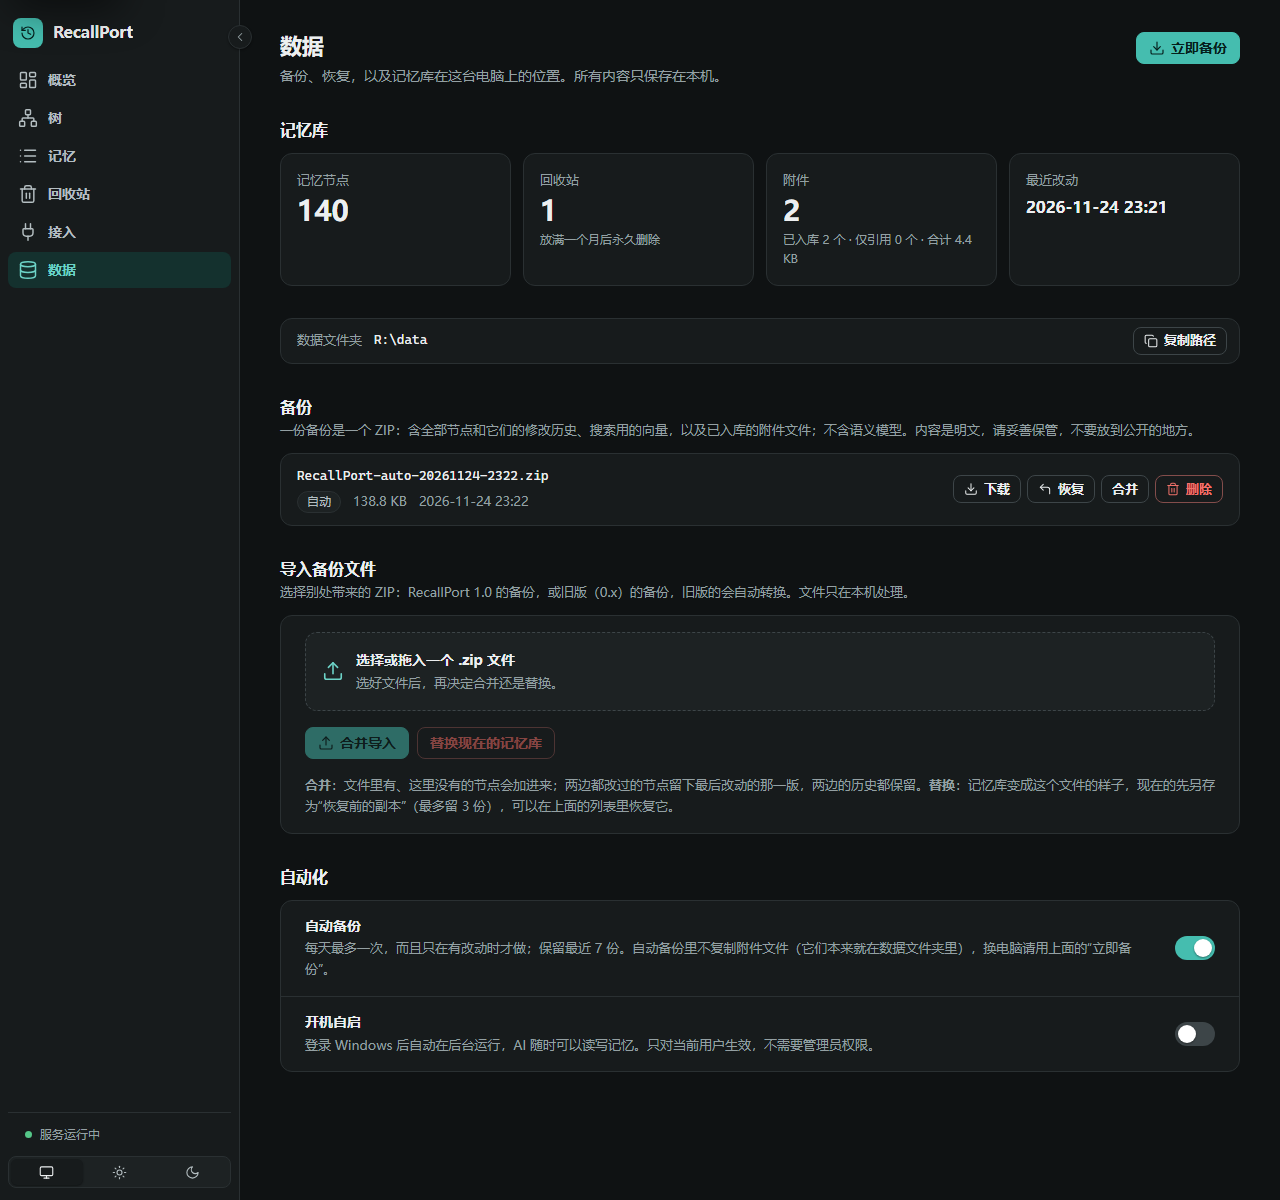 RecallPort
概览
树
记忆
回收站
接入
数据
服务运行中
数据
备份、恢复，以及记忆库在这台电脑上的位置。所有内容只保存在本机。
立即备份
记忆库
记忆节点
140
回收站
1
放满一个月后永久删除
附件
2
已入库 2 个 · 仅引用 0 个 · 合计 4.4
KB
最近改动
2026-11-24 23:21
数据文件夹 R:\data
复制路径
备份
一份备份是一个 ZIP：含全部节点和它们的修改历史、搜索用的向量，以及已入库的附件文件；不含语义模型。内容是明文，请妥善保管，不要放到公开的地方。
RecallPort-auto-20261124-2322.zip
自动 138.8 KB 2026-11-24 23:22
下载 恢复 合并 删除
导入备份文件
选择别处带来的 ZIP：RecallPort 1.0 的备份，或旧版（0.x）的备份，旧版的会自动转换。文件只在本机处理。
选择或拖入一个 .zip 文件
选好文件后，再决定合并还是替换。
合并导入 替换现在的记忆库
合并：文件里有、这里没有的节点会加进来；两边都改过的节点留下最后改动的那一版，两边的历史都保留。替换：记忆库变成这个文件的样子，现在的先另存
为“恢复前的副本”（最多留 3 份），可以在上面的列表里恢复它。
自动化
自动备份
每天最多一次，而且只在有改动时才做；保留最近 7 份。自动备份里不复制附件文件（它们本来就在数据文件夹里），换电脑请用上面的“立即备
份”。
开机自启
登录 Windows 后自动在后台运行，AI 随时可以读写记忆。只对当前用户生效，不需要管理员权限。